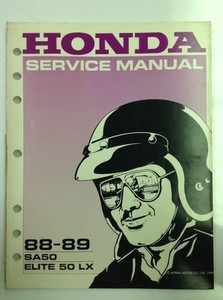 HONDA
SERVICE MANUAL
88-89
SA50
ELITE 50 LX